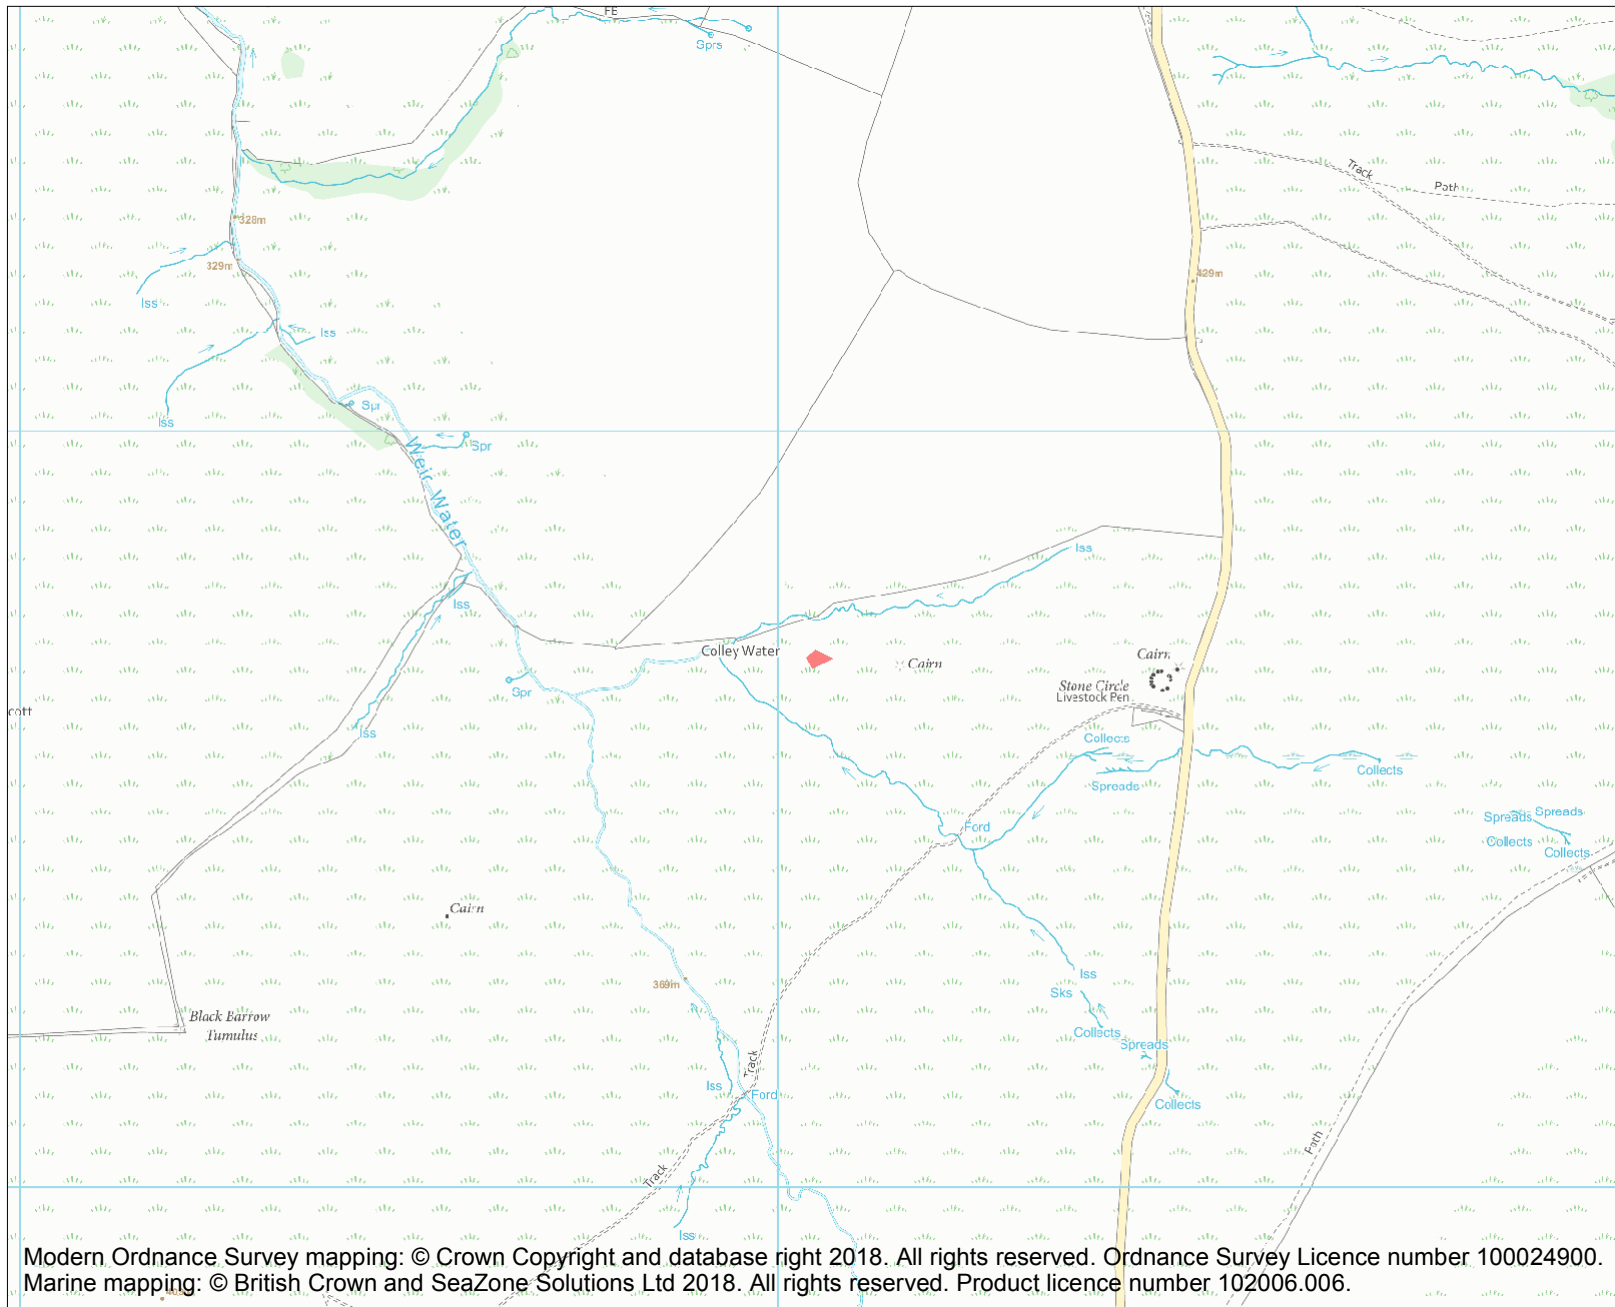 FB
Sprs
Track
Path
328m
329m
429m
Iss
Iss
Iss
Spr
Spr
Weir Water
Iss
Iss
Colley Water
Cairn
Cairn
Stone Circle
Livestock Pen
Spr
cott
Iss
Collects
Spreads
Collects
Spreads
Spreads
Collects
Collects
Ford
Cairn
369m
Iss
Sks
Collects
Spreads
Collects
Black Barrow
Tumulus
Track
Iss
Ford
Path
Track
Iss
Modern Ordnance Survey mapping: © Crown Copyright and database right 2018. All rights reserved. Ordnance Survey Licence number 100024900.
Marine mapping: © British Crown and SeaZone Solutions Ltd 2018. All rights reserved. Product licence number 102006.006.